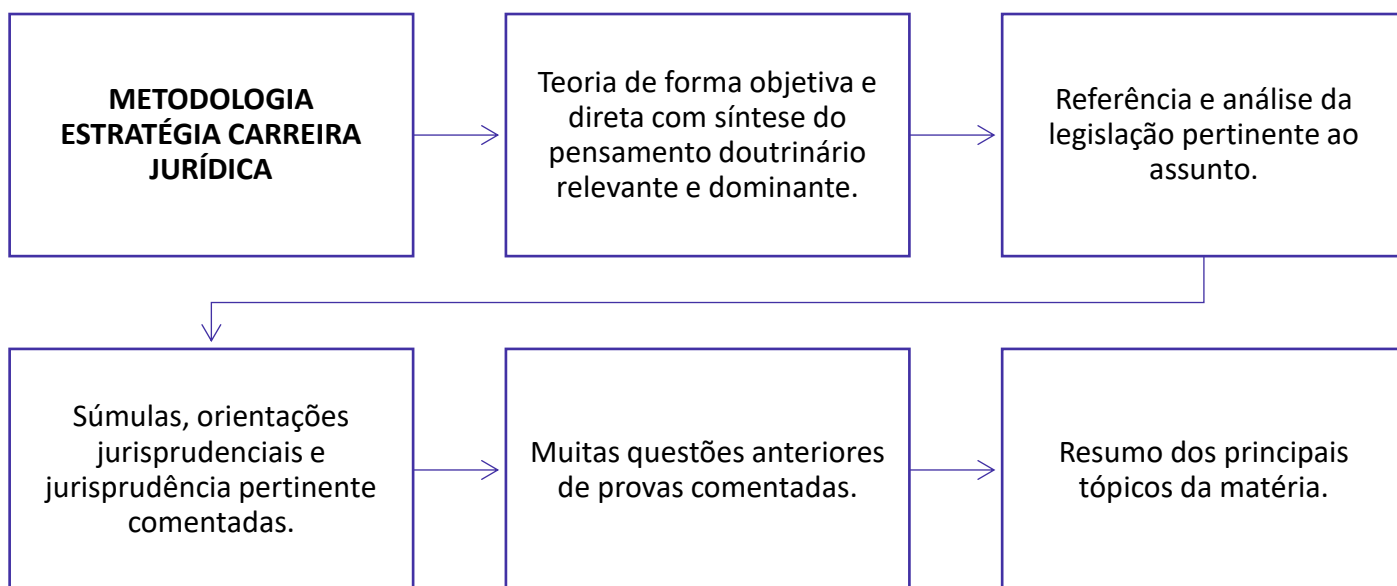 METODOLOGIA
ESTRATÉGIA CARREIRA
JURÍDICA
Teoria de forma objetiva e
direta com síntese do
pensamento doutrinário
relevante e dominante.
Referência e análise da
legislação pertinente ao
assunto.
Súmulas, orientações
jurisprudenciais e
jurisprudência pertinente
comentadas.
Muitas questões anteriores
de provas comentadas.
Resumo dos principais
tópicos da matéria.